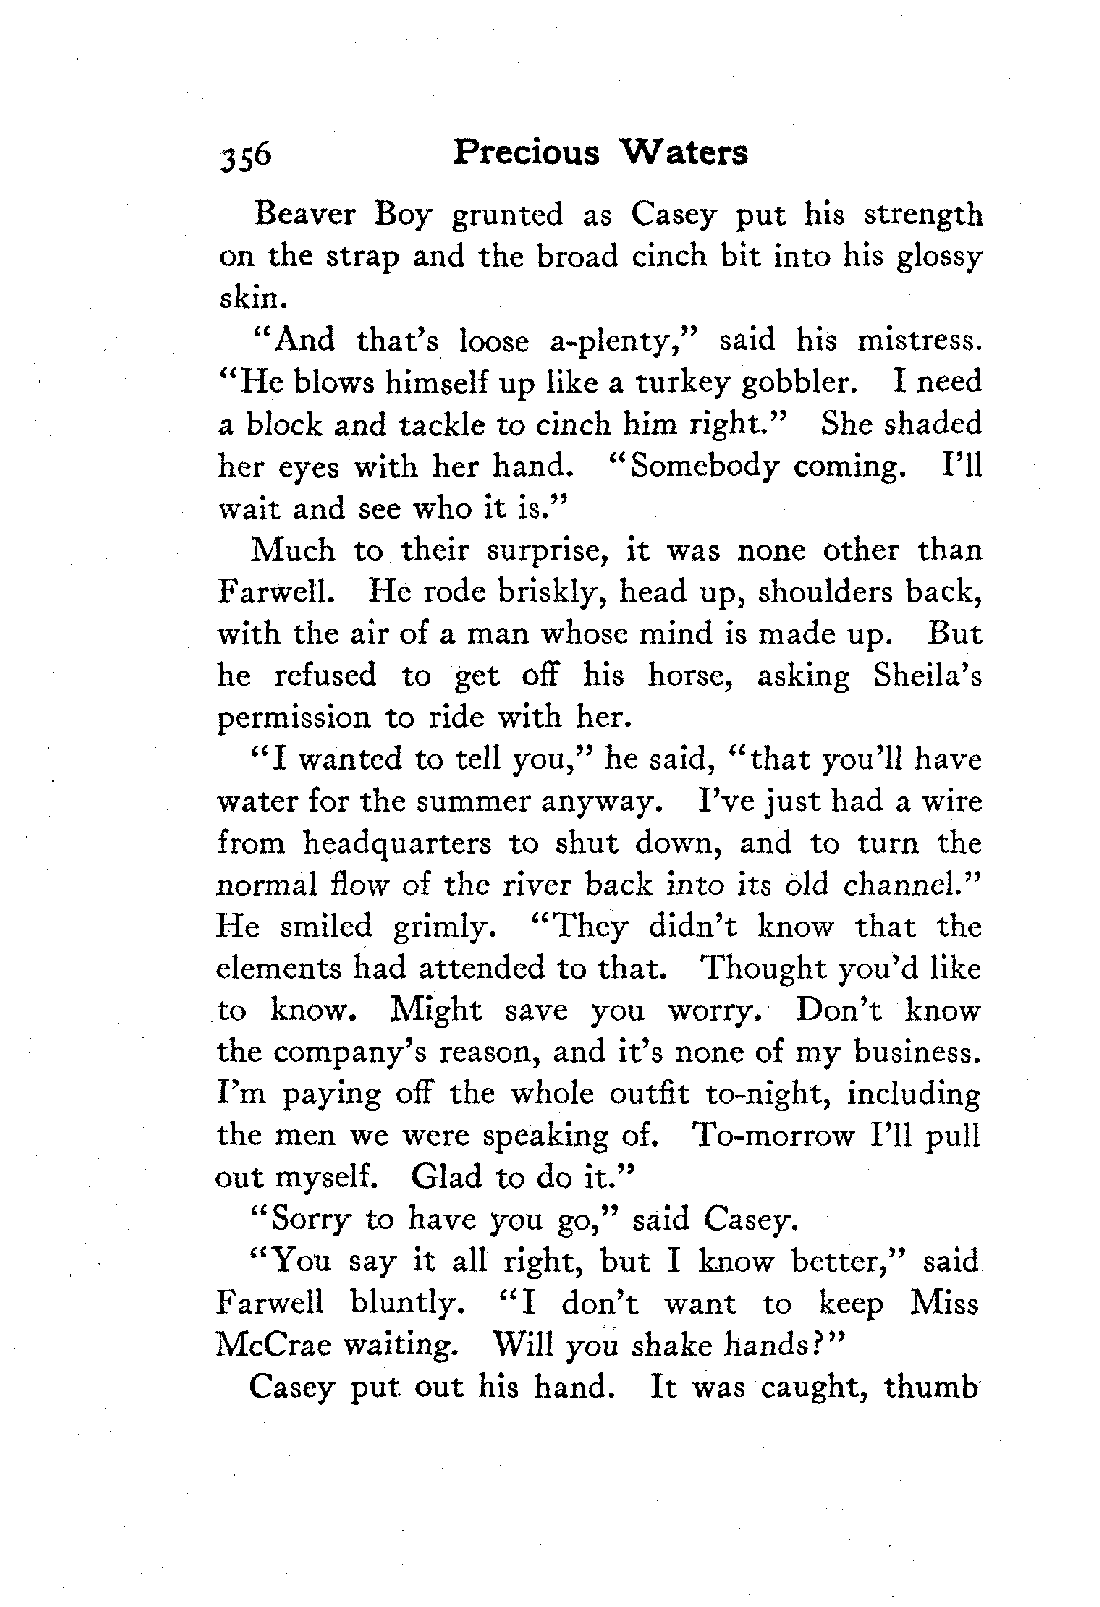 356 Precious Waters
Beaver Boy grunted as Casey put his strength
on the strap and the broad cinch bit into his glossy
skin.
“And that’s loose a-plenty,” said his mistress.
“He blows himself up like a turkey gobbler. I need
a block and tackle to cinch him right.” She shaded
her eyes with her hand. “Somebody coming. I’ll
wait and see who it is.”
Much to their surprise, it was none other than
Farwell. He rode briskly, head up, shoulders back,
with the air of a man whose mind is made up. But
he refused to get off his horse, asking Sheila’s
permission to ride with her.
“I wanted to tell you,” he said, “that you’ll have
water for the summer anyway. I’ve just had a wire
from headquarters to shut down, and to turn the
normal flow of the river back into its old channel.”
He smiled grimly. “They didn’t know that the
elements had attended to that. Thought you’d like
to know. Might save you worry. Don’t know
the company’s reason, and it’s none of my business.
I’m paying off the whole outfit to-night, including
the men we were speaking of. To-morrow I’ll pull
out myself. Glad to do it.”
“Sorry to have you go,” said Casey.
“You say it all right, but I know better,” said
Farwell bluntly. “I don’t want to keep Miss
McCrae waiting. Will you shake hands?”
Casey put out his hand. It was caught, thumb